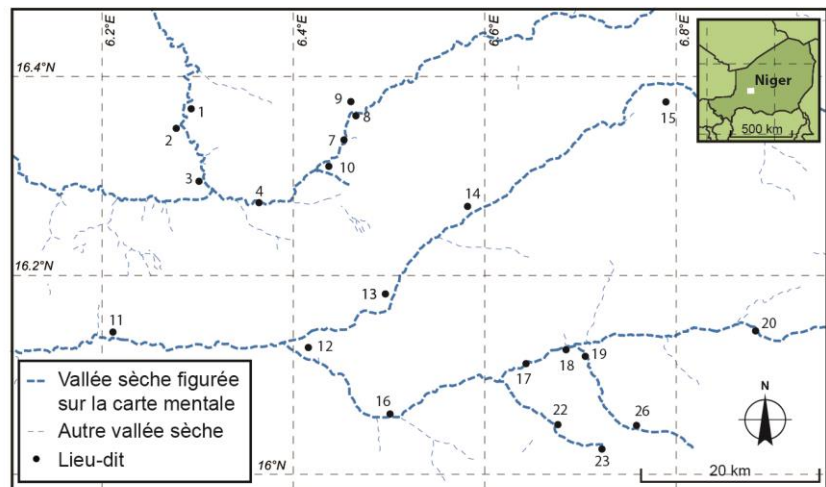 6.2°E
6.4°E
6.6°E
6.8°E
16.4°N
Niger
500 km
1
2
3
4
9
8
7
10
15
14
16.2°N
13
11
12
20
17
18
19
16
22
26
23
16°N
Vallée sèche figurée
sur la carte mentale
Autre vallée sèche
Lieu-dit
N
20 km